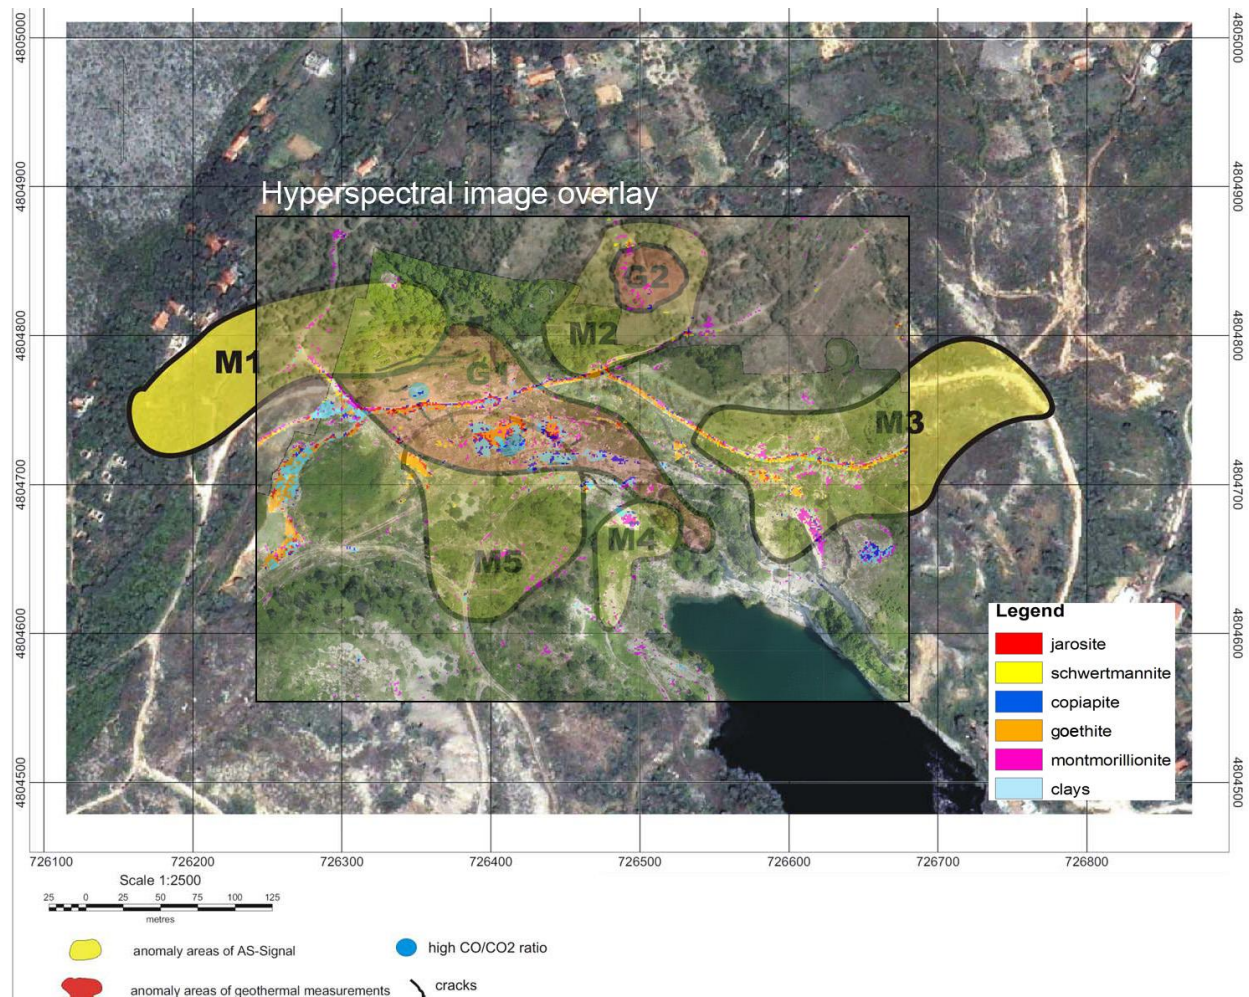 4805000
4805000
Hyperspectral image overlay
4804900
4804900
G2
4804800
M2
4804800
M1
G1
M3
4804700
4804700
M4
M5
4804600
4804600
Legend
jarosite
schwertmannite
copiapite
goethite
montmorillionite
clays
4804500
4804500
726100 726200 726300 726400 726500 726600 726700 726800
Scale 1:2500
25 0 25 50 75 100 125
metres
anomaly areas of AS-Signal
high CO/CO2 ratio
anomaly areas of geothermal measurements
cracks